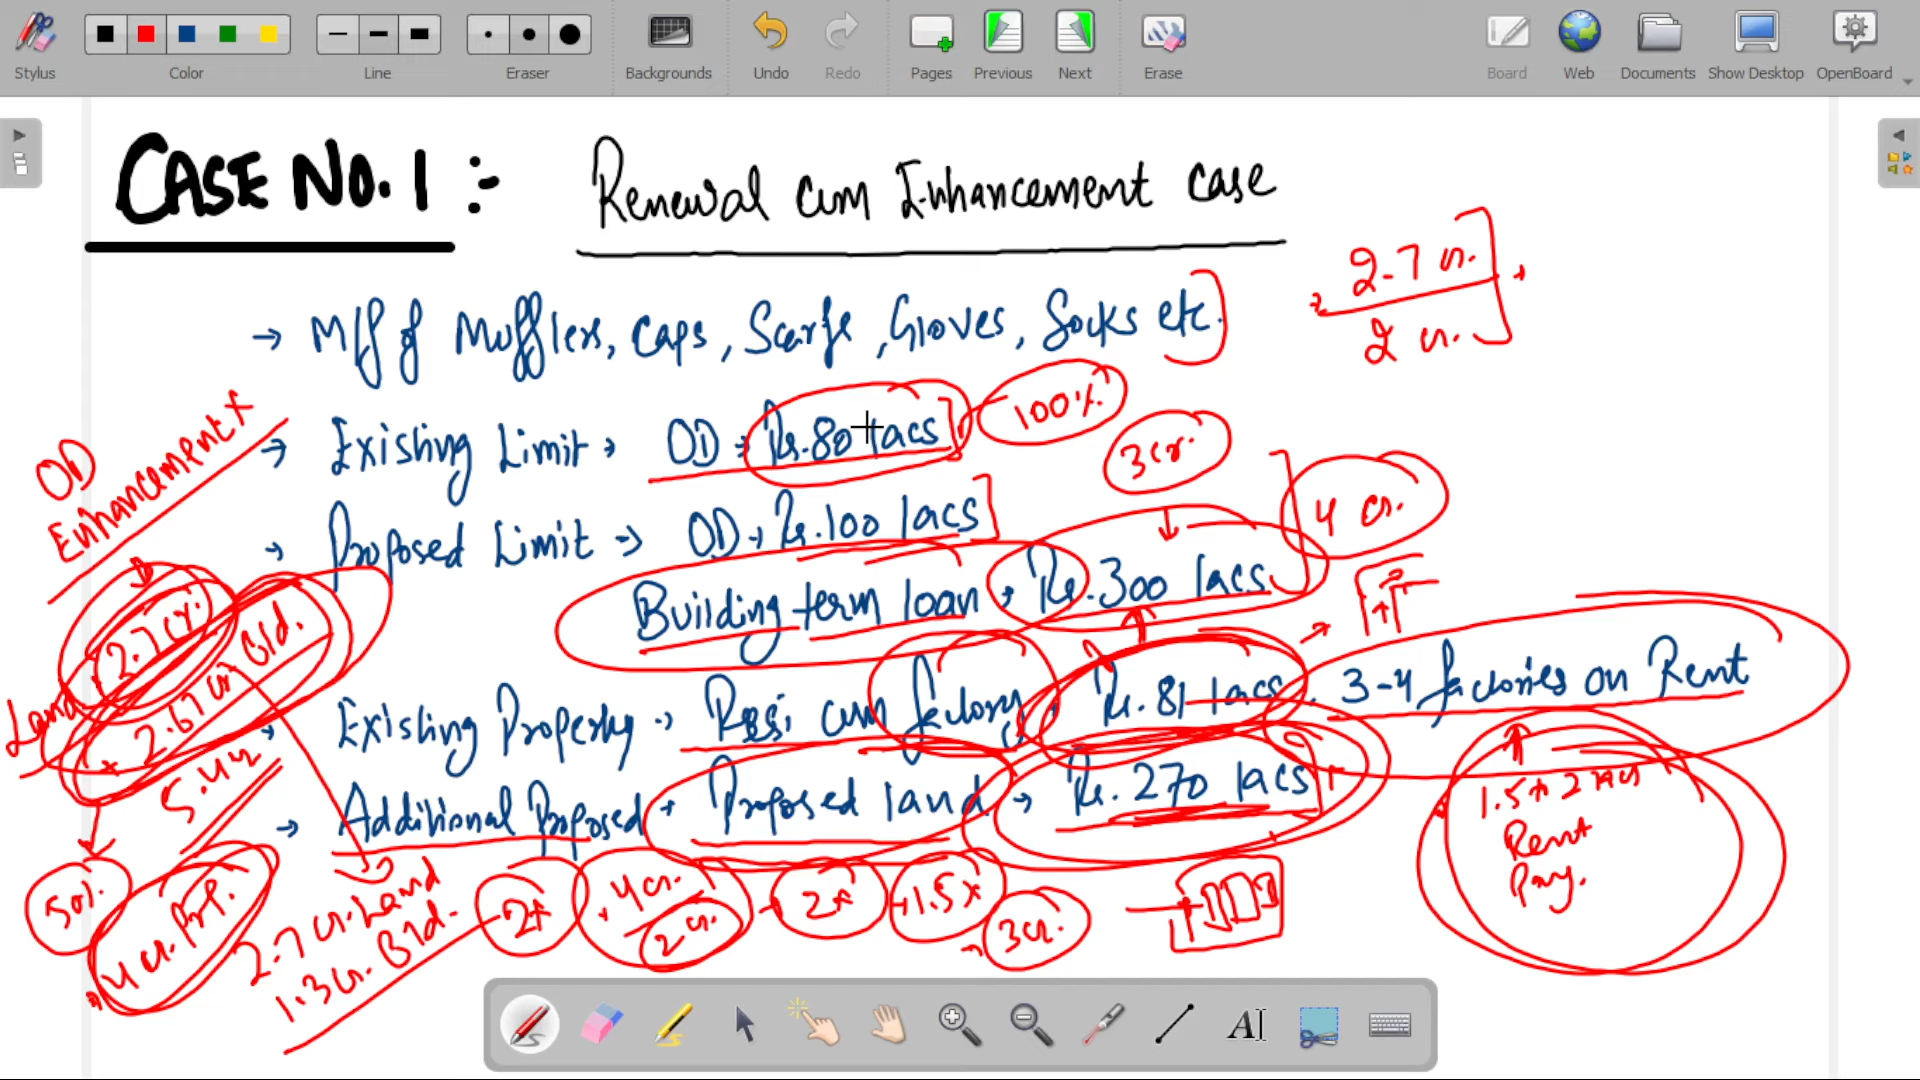 Stylus Color Line Eraser Backgrounds Undo Redo Pages Previous Next Erase Board Web Documents Show Desktop OpenBoard
CASE NO. 1 :- Renewal cum Enhancement case
2.7 cr.
2 cr.
→ M/f of Mufflers, Caps, Scarfs, Gloves, Socks etc.
→ Existing Limit → OD → Rs.80 lacs 100%
3 cr.
OD Enhancement
→ Proposed Limit → OD → Rs.100 lacs
4 cr.
Building term loan → Rs.300 lacs
Land 2.7 cr.
+ 2.67 cr Bld.
5.4 cr
→ Existing Property → Resi cum factory → Rs. 81 lacs. 3-4 factories on Rent
→ Additional Proposed → Proposed land → Rs. 270 lacs
1.5 to 2 lacs
Rent
Pay.
50%.
4 cr. Prop.
2.7 cr. Land
1.3 cr. Bld.
2x 4 cr. 2 cr. 2x 1.5x 3 cr.